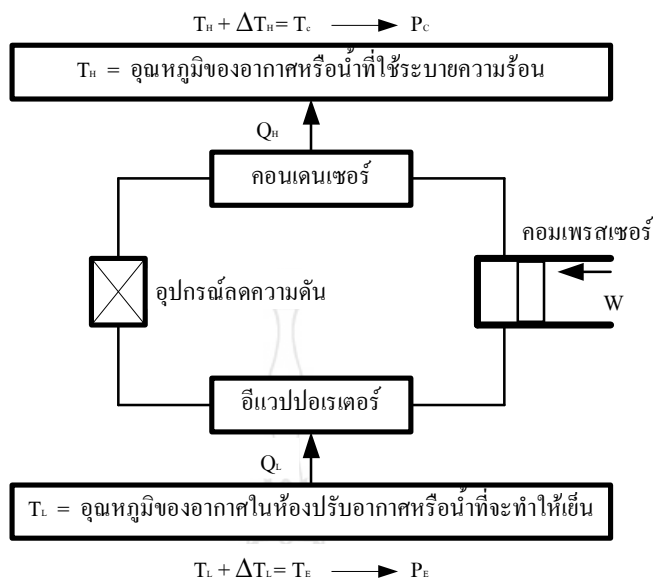 T_H + ΔT_H = T_c ⟶ P_C
T_H = อุณหภูมิของอากาศหรือน้ำที่ใช้ระบายความร้อน
Q_H
คอนเดนเซอร์
คอมเพรสเซอร์
อุปกรณ์ลดความดัน
W
อีแวปปอเรเตอร์
Q_L
T_L = อุณหภูมิของอากาศในห้องปรับอากาศหรือน้ำที่จะทำให้เย็น
T_L + ΔT_L = T_E ⟶ P_E